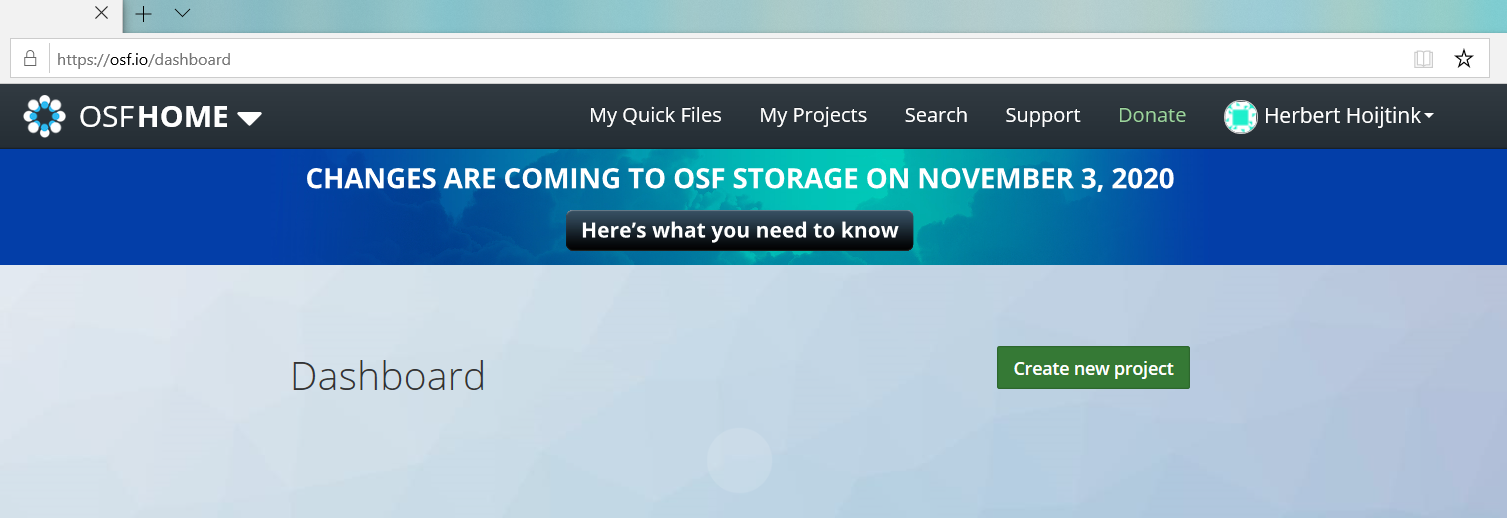 https://osf.io/dashboard
OSFHOME My Quick Files My Projects Search Support Donate Herbert Hoijtink
CHANGES ARE COMING TO OSF STORAGE ON NOVEMBER 3, 2020
Here’s what you need to know
Dashboard Create new project